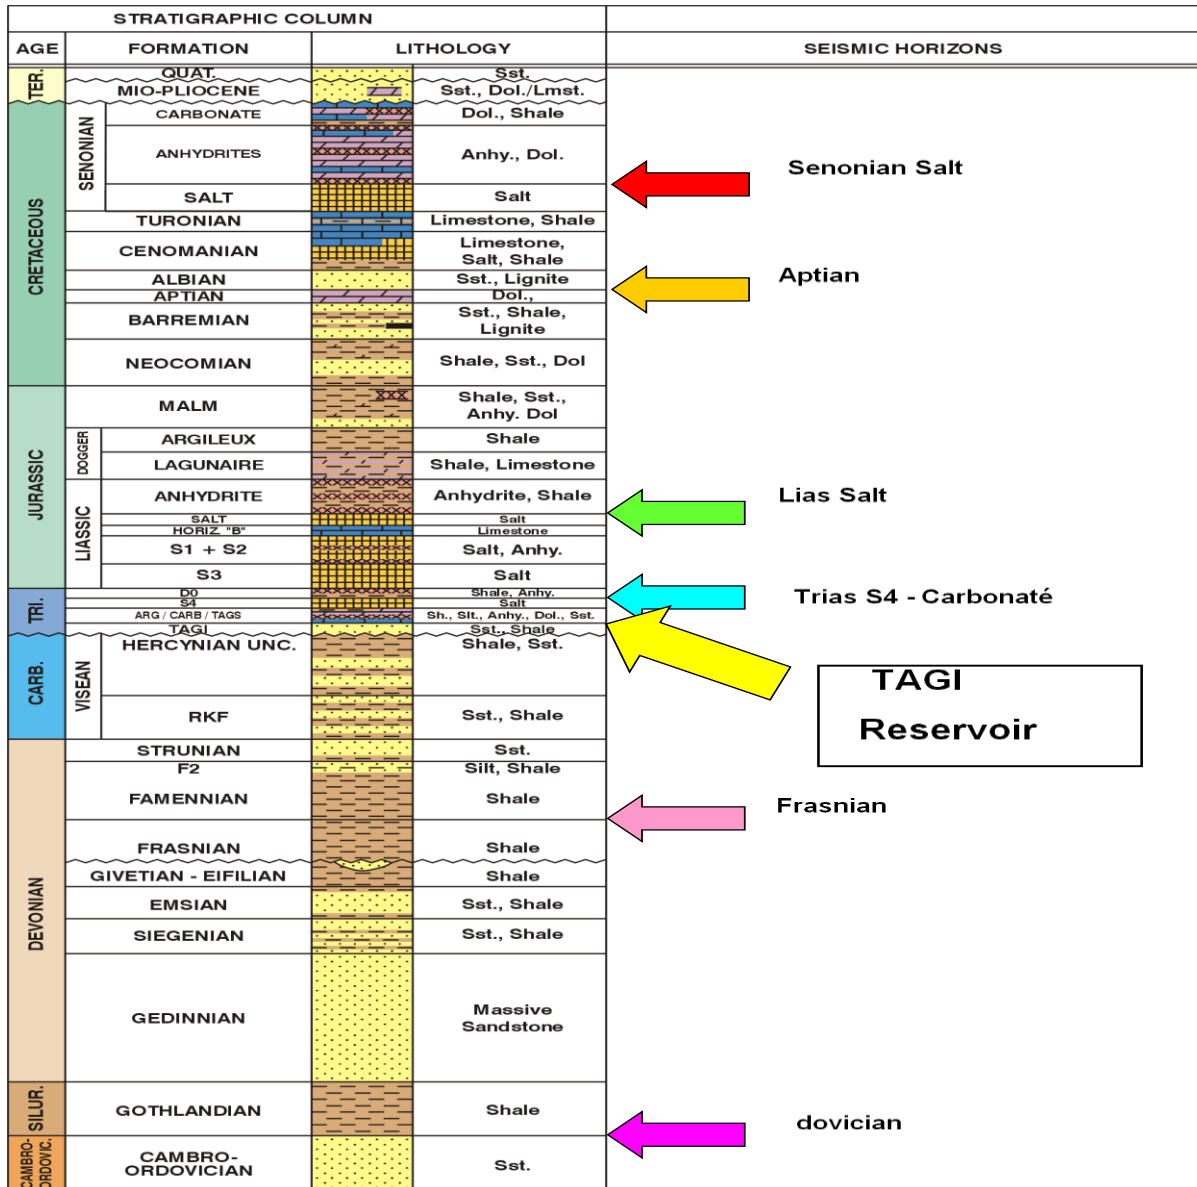 STRATIGRAPHIC COLUMN
AGE FORMATION LITHOLOGY SEISMIC HORIZONS
TER.
QUAT. Sst.
MIO-PLIOCENE Sst., Dol./Lmst.
CRETACEOUS
SENONIAN
CARBONATE Dol., Shale
ANHYDRITES Anhy., Dol.
Senonian Salt
SALT Salt
TURONIAN Limestone, Shale
CENOMANIAN Limestone,
Salt, Shale
ALBIAN Sst., Lignite
Aptian
APTIAN Dol.,
BARREMIAN Sst., Shale,
Lignite
NEOCOMIAN Shale, Sst., Dol
JURASSIC
MALM Shale, Sst.,
Anhy. Dol
DOGGER
ARGILEUX Shale
LAGUNAIRE Shale, Limestone
LIASSIC
ANHYDRITE Anhydrite, Shale
Lias Salt
SALT Salt
HORIZ. "B" Limestone
S1 + S2 Salt, Anhy.
S3 Salt
TRI.
D0 Shale, Anhy.
Trias S4 - Carbonaté
S4 Salt
ARG / CARB / TAGS Sh., Slt., Anhy., Dol., Sst.
TAGI Sst., Shale
CARB.
VISEAN
HERCYNIAN UNC. Shale, Sst.
TAGI
Reservoir
RKF Sst., Shale
DEVONIAN
STRUNIAN Sst.
F2 Silt, Shale
FAMENNIAN Shale
Frasnian
FRASNIAN Shale
GIVETIAN - EIFILIAN Shale
EMSIAN Sst., Shale
SIEGENIAN Sst., Shale
GEDINNIAN Massive
Sandstone
SILUR.
GOTHLANDIAN Shale
dovician
CAMBRO-
ORDOVIC.
CAMBRO-
ORDOVICIAN Sst.